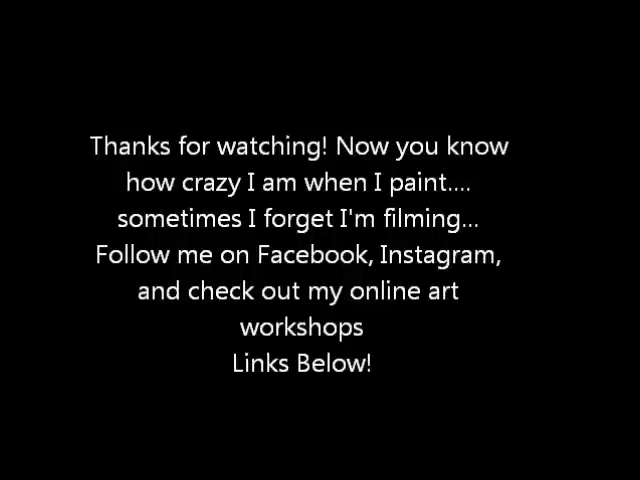 Thanks for watching! Now you know
how crazy I am when I paint....
sometimes I forget I'm filming...
Follow me on Facebook, Instagram,
and check out my online art
workshops
Links Below!